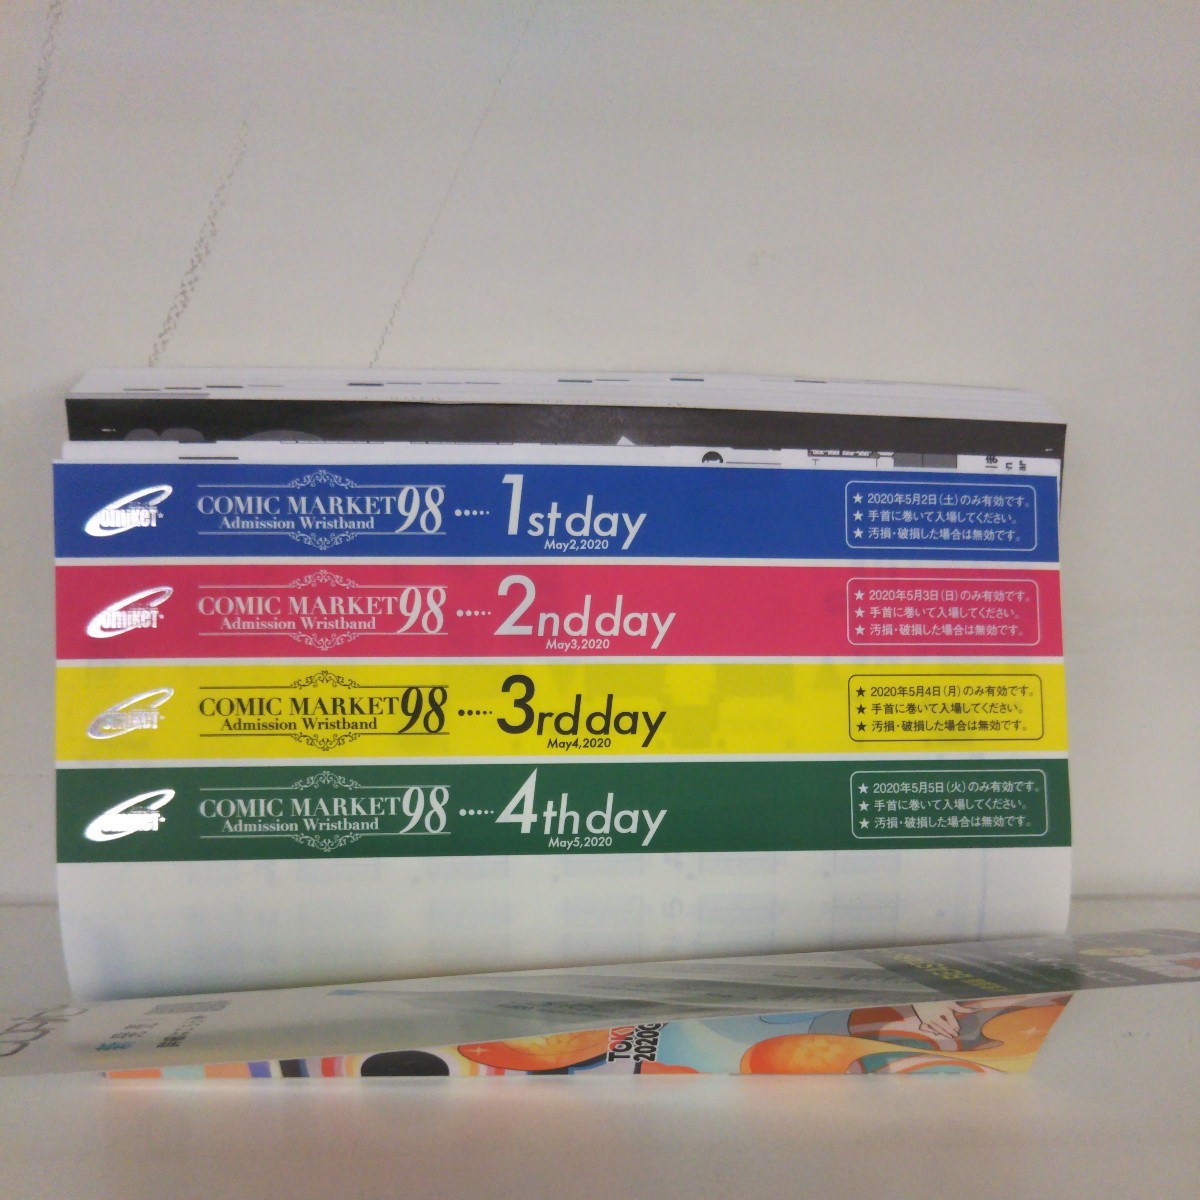 comiket
COMIC MARKET 98
Admission Wristband
1st day
May2,2020
★ 2020年5月2日(土)のみ有効です。
★ 手首に巻いて入場してください。
★ 汚損・破損した場合は無効です。
comiket
COMIC MARKET 98
Admission Wristband
2nd day
May3,2020
★ 2020年5月3日(日)のみ有効です。
★ 手首に巻いて入場してください。
★ 汚損・破損した場合は無効です。
comiket
COMIC MARKET 98
Admission Wristband
3rd day
May4,2020
★ 2020年5月4日(月)のみ有効です。
★ 手首に巻いて入場してください。
★ 汚損・破損した場合は無効です。
comiket
COMIC MARKET 98
Admission Wristband
4th day
May5,2020
★ 2020年5月5日(火)のみ有効です。
★ 手首に巻いて入場してください。
★ 汚損・破損した場合は無効です。